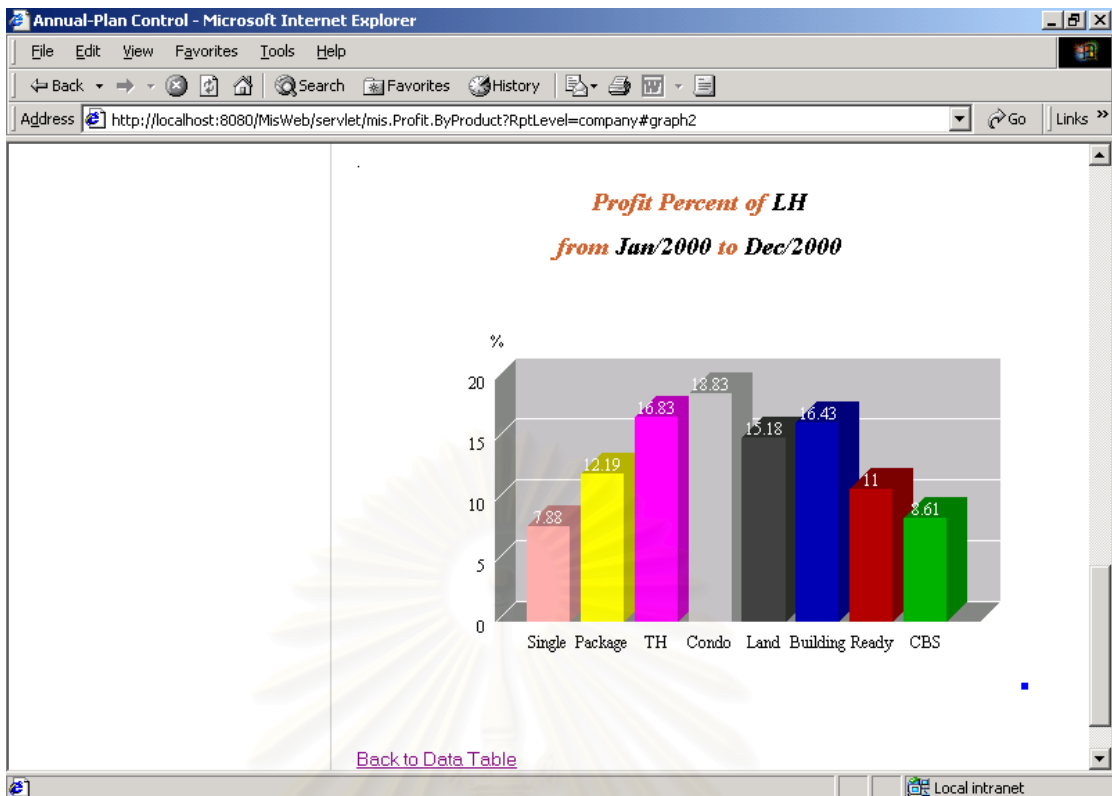 Annual-Plan Control - Microsoft Internet Explorer
File Edit View Favorites Tools Help
Back Search Favorites History
Address http://localhost:8080/MisWeb/servlet/mis.Profit.ByProduct?RptLevel=company#graph2 Go Links »
.
Profit Percent of LH
from Jan/2000 to Dec/2000
%
20
15
10
5
0
7.88
12.19
16.83
18.83
15.18
16.43
11
8.61
Single Package TH Condo Land Building Ready CBS
Back to Data Table
Local intranet